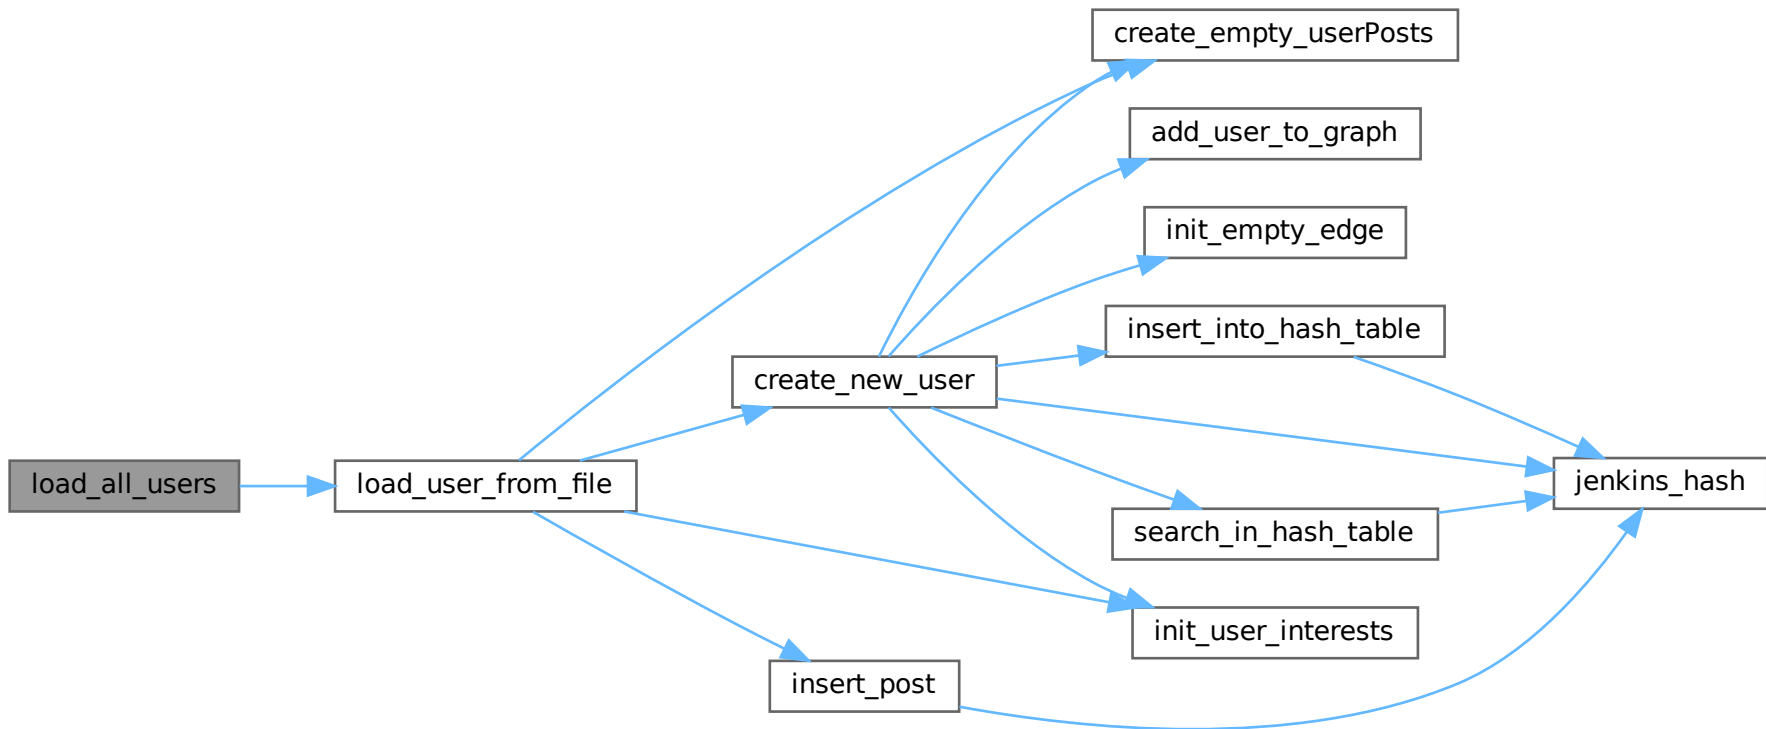 create_empty_userPosts
add_user_to_graph
init_empty_edge
insert_into_hash_table
create_new_user
load_all_users
load_user_from_file
jenkins_hash
search_in_hash_table
init_user_interests
insert_post